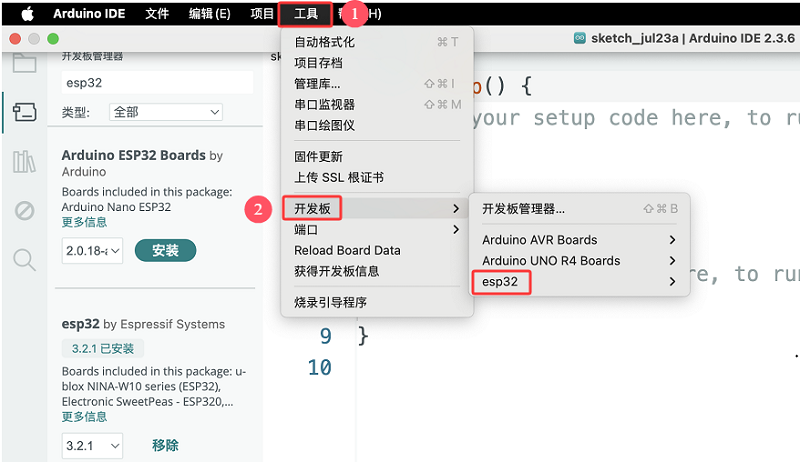 Arduino IDE 文件 编辑 (E) 项目 工具 1 H)
sketch_jul23a | Arduino IDE 2.3.6
开发板管理器
esp32
类型: 全部
Arduino ESP32 Boards by
Arduino
Boards included in this package:
Arduino Nano ESP32
更多信息
2.0.18-a 安装
esp32 by Espressif Systems
3.2.1 已安装
Boards included in this package: u-
blox NINA-W10 series (ESP32),
Electronic SweetPeas - ESP320,...
更多信息
3.2.1 移除
自动格式化 ⌘ T
项目存档
管理库... ⇧ ⌘ I
串口监视器 ⇧ ⌘ M
串口绘图仪
固件更新
上传 SSL 根证书
2 开发板
端口
Reload Board Data
获得开发板信息
烧录引导程序
开发板管理器... ⇧ ⌘ B
Arduino AVR Boards
Arduino UNO R4 Boards
esp32
() {
your setup code here, to ru
re, to run
9 }
10